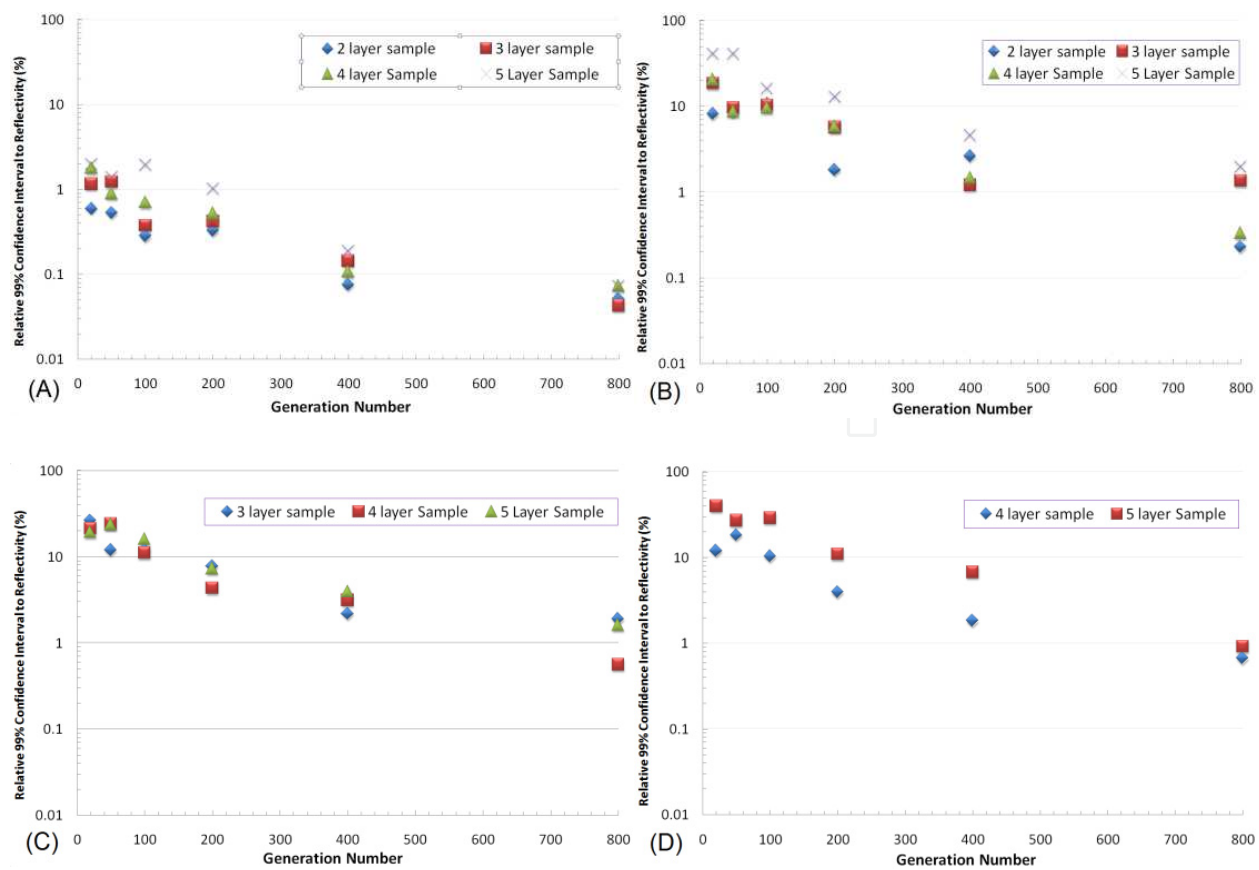 100
10
1
0.1
0.01
Relative 99% Confidence Interval to Reflectivity (%)
2 layer sample
3 layer sample
4 layer Sample
5 Layer Sample
0 100 200 300 400 500 600 700 800
Generation Number
(A)
100
10
1
0.1
0.01
Relative 99% Confidence Interval to Reflectivity (%)
2 layer sample
3 layer sample
4 layer Sample
5 Layer Sample
0 100 200 300 400 500 600 700 800
Generation Number
(B)
100
10
1
0.1
0.01
Relative 99% Confidence Interval to Reflectivity (%)
3 layer sample
4 layer Sample
5 Layer Sample
0 100 200 300 400 500 600 700 800
Generation Number
(C)
100
10
1
0.1
0.01
Relative 99% Confidence Interval to Reflectivity (%)
4 layer sample
5 layer Sample
0 100 200 300 400 500 600 700 800
Generation Number
(D)